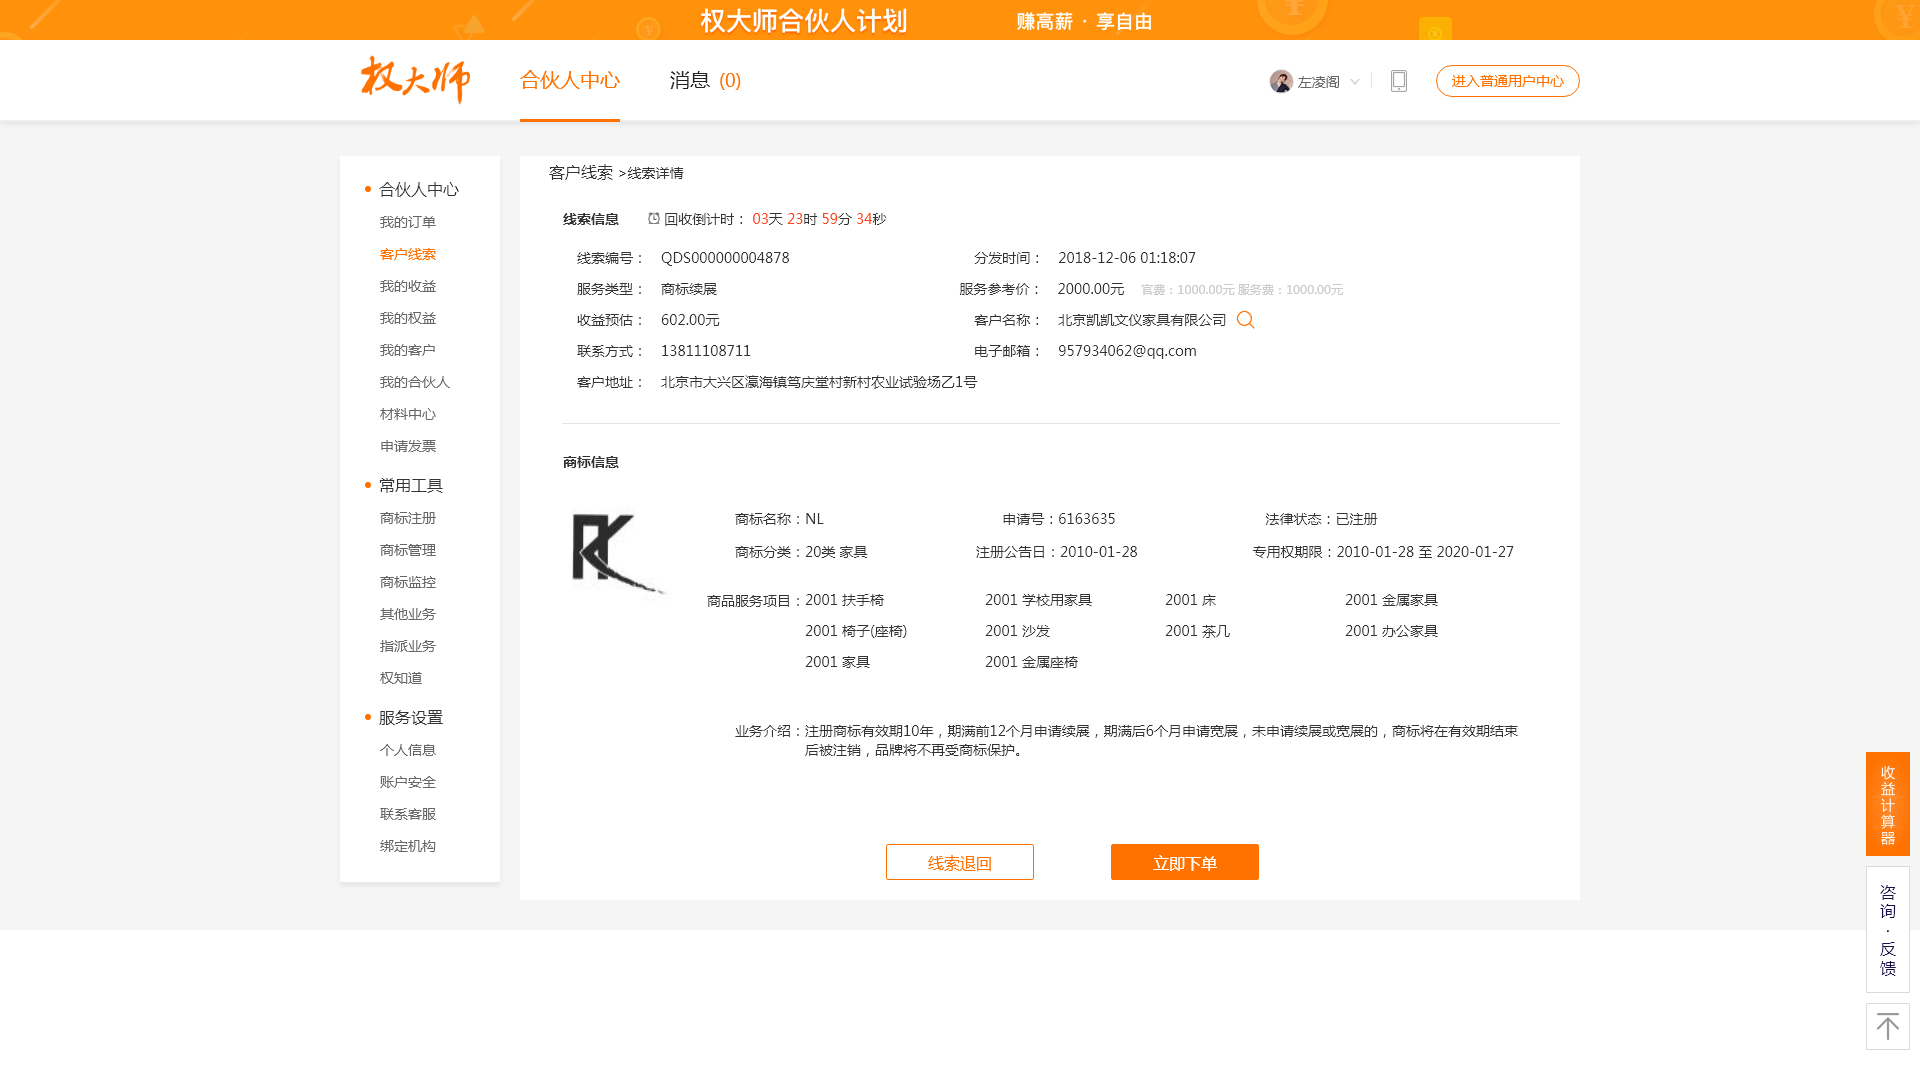 权大师合伙人计划 赚高薪 · 享自由
权大师 合伙人中心 消息 (0) 左凌阁 进入普通用户中心
合伙人中心
我的订单
客户线索
我的收益
我的权益
我的客户
我的合伙人
材料中心
申请发票
常用工具
商标注册
商标管理
商标监控
其他业务
指派业务
权知道
服务设置
个人信息
账户安全
联系客服
绑定机构
客户线索 >线索详情
线索信息 回收倒计时： 03天 23时 59分 34秒
线索编号： QDS000000004878 分发时间： 2018-12-06 01:18:07
服务类型： 商标续展 服务参考价： 2000.00元 官费：1000.00元 服务费：1000.00元
收益预估： 602.00元 客户名称： 北京凯凯文仪家具有限公司
联系方式： 13811108711 电子邮箱： 957934062@qq.com
客户地址： 北京市大兴区瀛海镇笃庆堂村新村农业试验场乙1号
商标信息
商标名称：NL 申请号：6163635 法律状态：已注册
商标分类：20类 家具 注册公告日：2010-01-28 专用权期限：2010-01-28 至 2020-01-27
商品服务项目：2001 扶手椅 2001 学校用家具 2001 床 2001 金属家具
2001 椅子(座椅) 2001 沙发 2001 茶几 2001 办公家具
2001 家具 2001 金属座椅
业务介绍：注册商标有效期10年，期满前12个月申请续展，期满后6个月申请宽展，未申请续展或宽展的，商标将在有效期结束
后被注销，品牌将不再受商标保护。
线索退回 立即下单
收益计算器
咨询·反馈